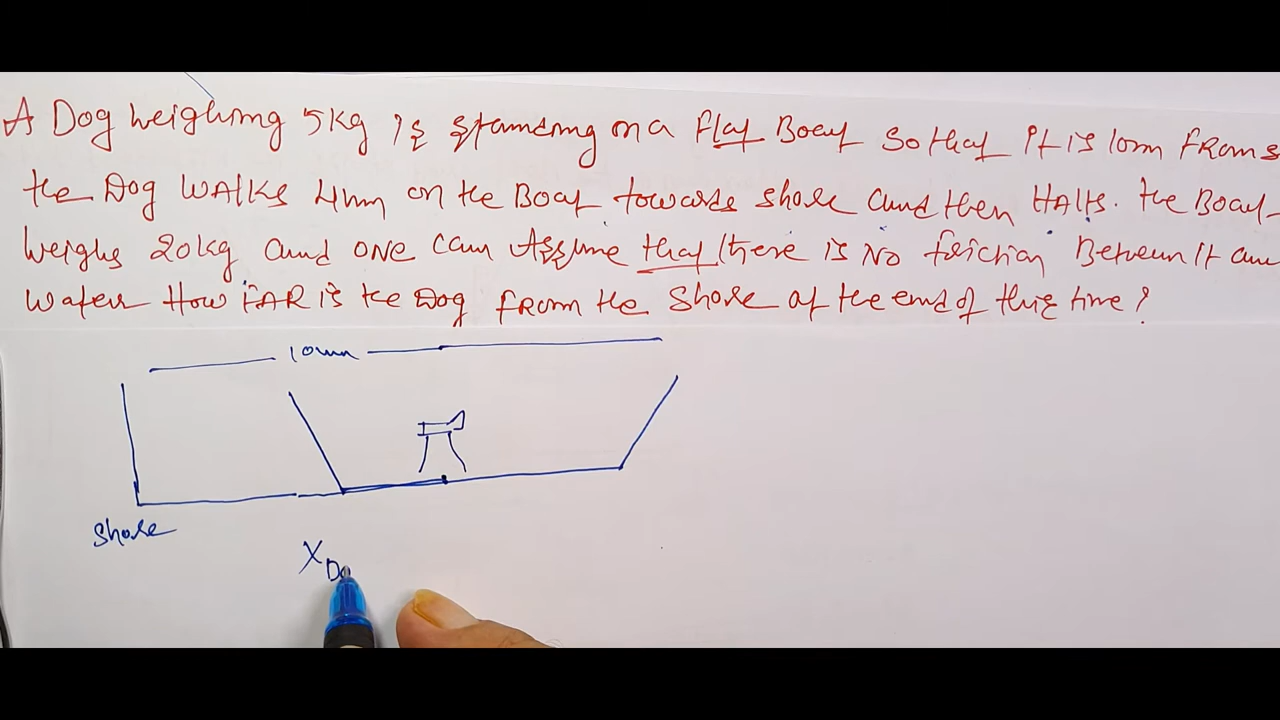 A Dog weighing 5kg is standing on a flat Boat so that it is 10m from s
the Dog walks 4m on the Boat towards shore and then Halts. the Boat
weighs 20kg and one can Assume that there is No friction Between it an
water How FAR is the Dog from the shore at the end of this time?
10m
shore
X Do